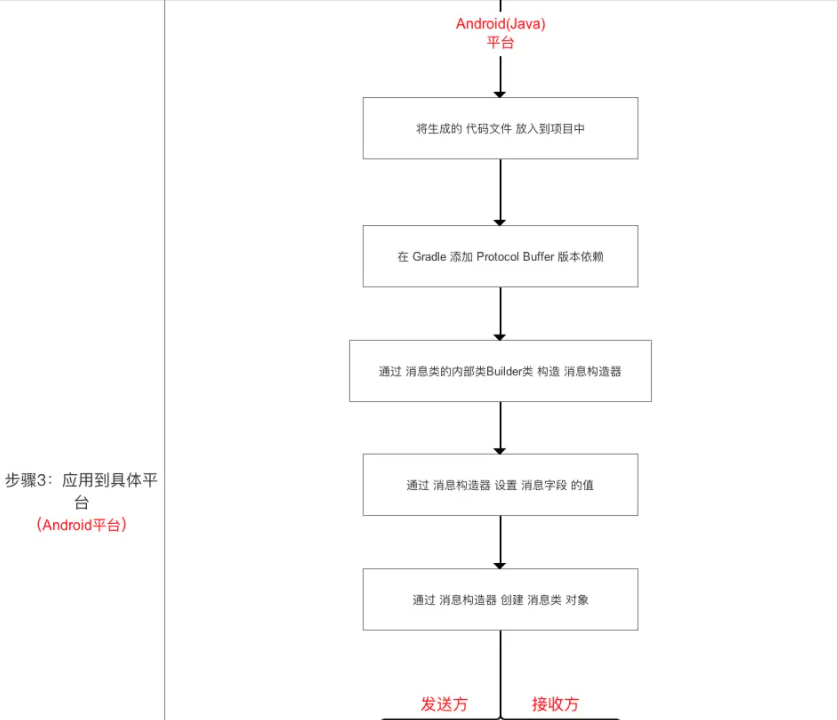 Android(Java)
平台
将生成的 代码文件 放入到项目中
在 Gradle 添加 Protocol Buffer 版本依赖
通过 消息类的内部类Builder类 构造 消息构造器
通过 消息构造器 设置 消息字段 的值
步骤3：应用到具体平
台
（Android平台）
通过 消息构造器 创建 消息类 对象
发送方
接收方